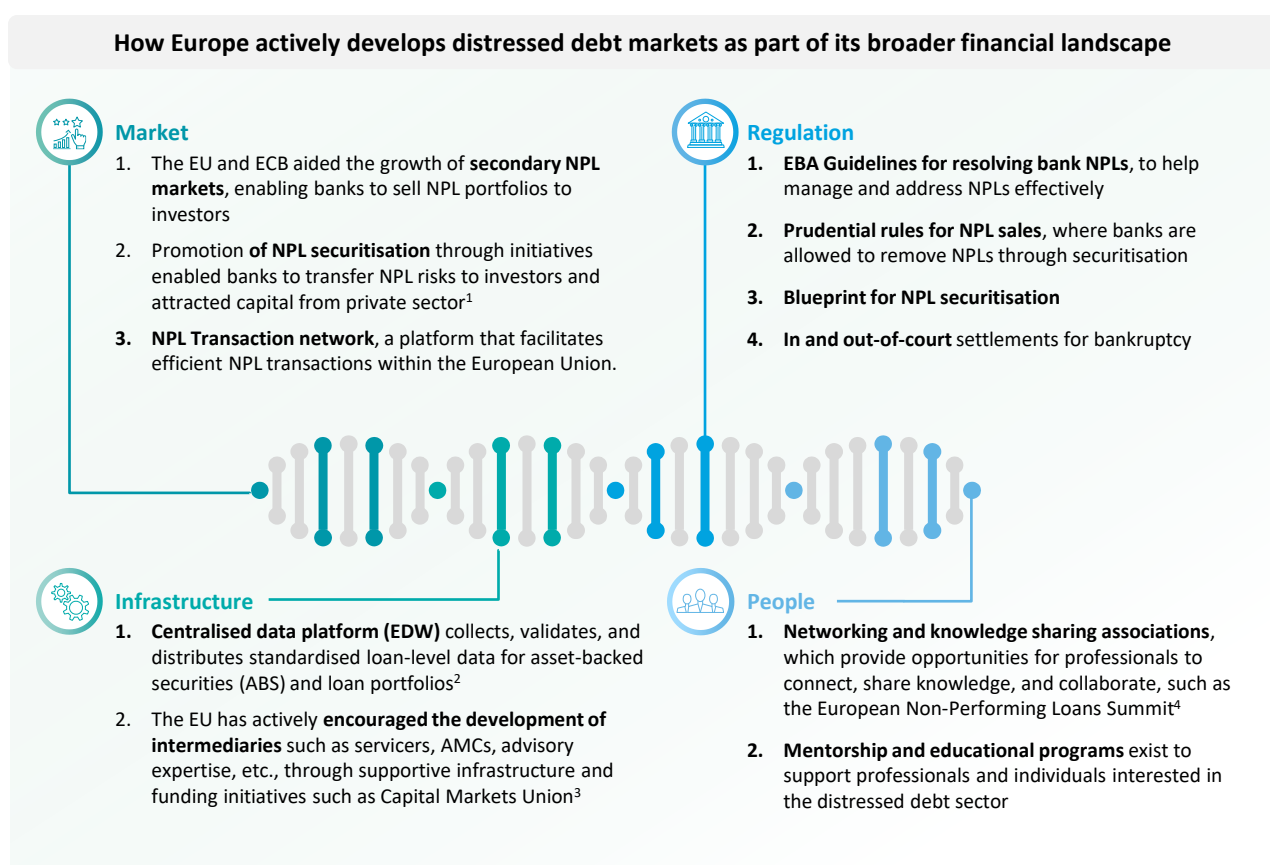 How Europe actively develops distressed debt markets as part of its broader financial landscape
Market
1. The EU and ECB aided the growth of secondary NPL
markets, enabling banks to sell NPL portfolios to
investors
2. Promotion of NPL securitisation through initiatives
enabled banks to transfer NPL risks to investors and
attracted capital from private sector1
3. NPL Transaction network, a platform that facilitates
efficient NPL transactions within the European Union.
Regulation
1. EBA Guidelines for resolving bank NPLs, to help
manage and address NPLs effectively
2. Prudential rules for NPL sales, where banks are
allowed to remove NPLs through securitisation
3. Blueprint for NPL securitisation
4. In and out-of-court settlements for bankruptcy
Infrastructure
1. Centralised data platform (EDW) collects, validates, and
distributes standardised loan-level data for asset-backed
securities (ABS) and loan portfolios2
2. The EU has actively encouraged the development of
intermediaries such as servicers, AMCs, advisory
expertise, etc., through supportive infrastructure and
funding initiatives such as Capital Markets Union3
People
1. Networking and knowledge sharing associations,
which provide opportunities for professionals to
connect, share knowledge, and collaborate, such as
the European Non-Performing Loans Summit4
2. Mentorship and educational programs exist to
support professionals and individuals interested in
the distressed debt sector